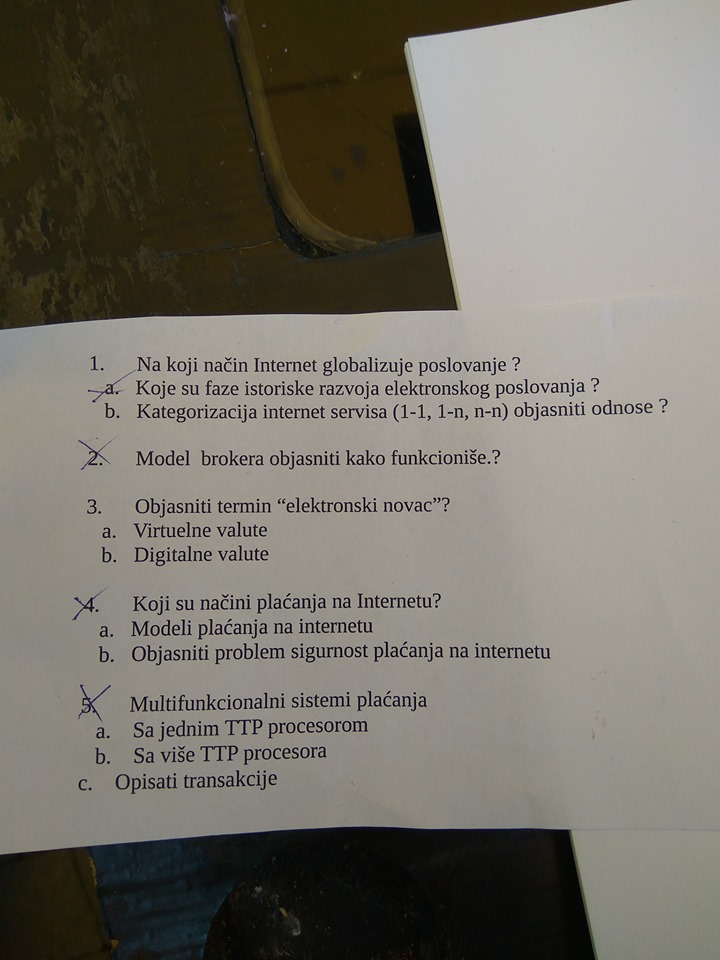 1. Na koji način Internet globalizuje poslovanje ?
a. Koje su faze istoriske razvoja elektronskog poslovanja ?
b. Kategorizacija internet servisa (1-1, 1-n, n-n) objasniti odnose ?
2. Model brokera objasniti kako funkcioniše.?
3. Objasniti termin “elektronski novac”?
a. Virtuelne valute
b. Digitalne valute
4. Koji su načini plaćanja na Internetu?
a. Modeli plaćanja na internetu
b. Objasniti problem sigurnost plaćanja na internetu
5. Multifunkcionalni sistemi plaćanja
a. Sa jednim TTP procesorom
b. Sa više TTP procesora
c. Opisati transakcije